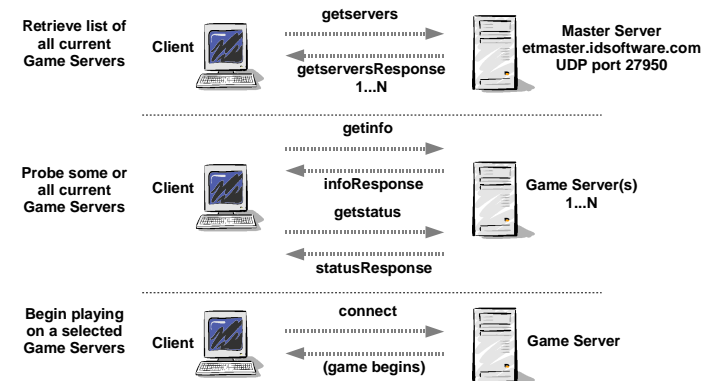 Retrieve list of
all current
Game Servers
Client
getservers
getserversResponse
1...N
Master Server
etmaster.idsoftware.com
UDP port 27950
Probe some or
all current
Game Servers
Client
getinfo
infoResponse
getstatus
statusResponse
Game Server(s)
1...N
Begin playing
on a selected
Game Servers
Client
connect
(game begins)
Game Server